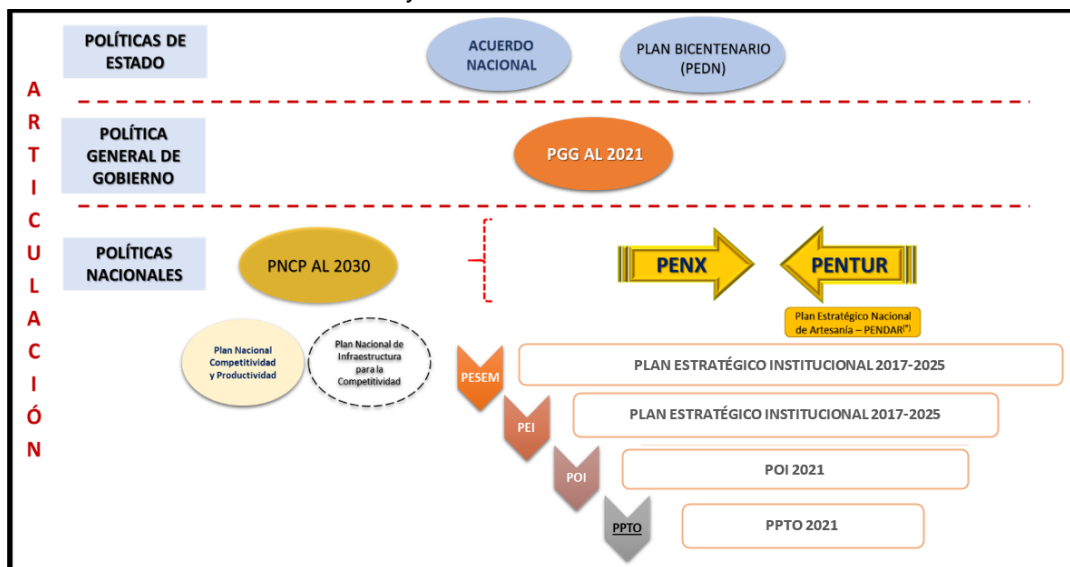 POLÍTICAS DE
ESTADO
ACUERDO
NACIONAL
PLAN BICENTENARIO
(PEDN)
ARTICULACIÓN
POLÍTICA
GENERAL DE
GOBIERNO
PGG AL 2021
POLÍTICAS
NACIONALES
PNCP AL 2030
PENX
PENTUR
Plan Estratégico Nacional
de Artesanía – PENDAR(*)
Plan Nacional
Competitividad
y Productividad
Plan Nacional de
Infraestructura
para la
Competitividad
PESEM
PLAN ESTRATÉGICO INSTITUCIONAL 2017-2025
PEI
PLAN ESTRATÉGICO INSTITUCIONAL 2017-2025
POI
POI 2021
PPTO
PPTO 2021